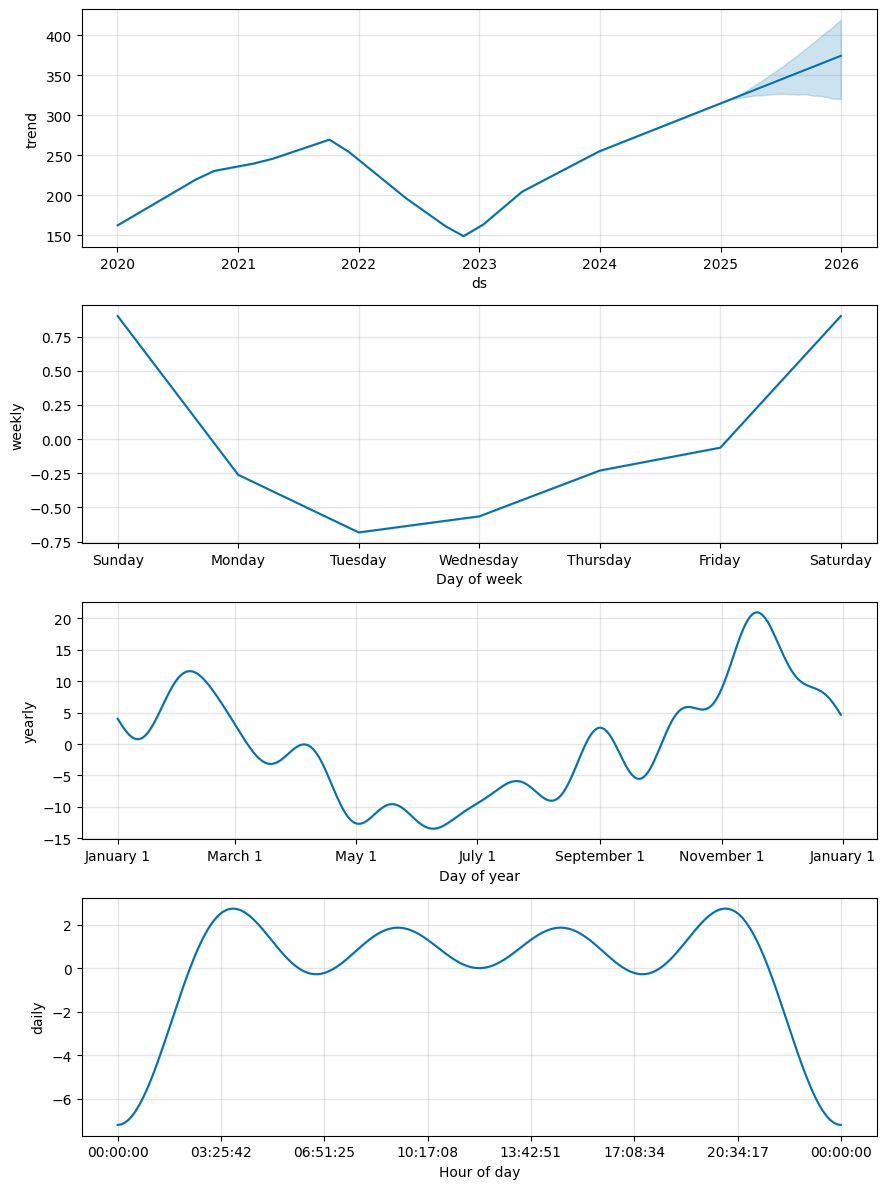 400
350
300
250
200
150
trend
2020 2021 2022 2023 2024 2025 2026
ds
0.75
0.50
0.25
0.00
−0.25
−0.50
−0.75
weekly
Sunday Monday Tuesday Wednesday Thursday Friday Saturday
Day of week
20
15
10
5
0
−5
−10
−15
yearly
January 1 March 1 May 1 July 1 September 1 November 1 January 1
Day of year
2
0
−2
−4
−6
daily
00:00:00 03:25:42 06:51:25 10:17:08 13:42:51 17:08:34 20:34:17 00:00:00
Hour of day